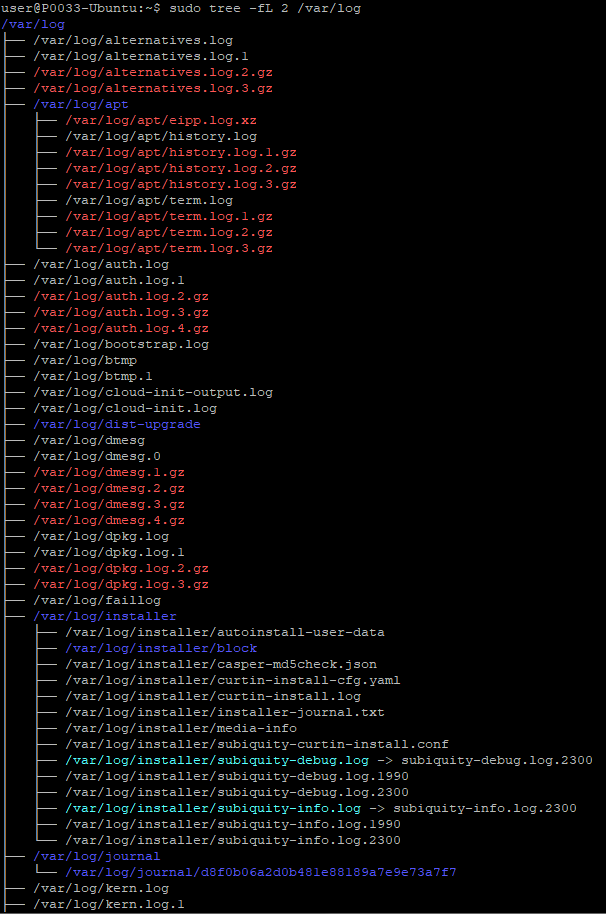 user@P0033-Ubuntu:~$ sudo tree -fL 2 /var/log
/var/log
├── /var/log/alternatives.log
├── /var/log/alternatives.log.1
├── /var/log/alternatives.log.2.gz
├── /var/log/alternatives.log.3.gz
├── /var/log/apt
│   ├── /var/log/apt/eipp.log.xz
│   ├── /var/log/apt/history.log
│   ├── /var/log/apt/history.log.1.gz
│   ├── /var/log/apt/history.log.2.gz
│   ├── /var/log/apt/history.log.3.gz
│   ├── /var/log/apt/term.log
│   ├── /var/log/apt/term.log.1.gz
│   ├── /var/log/apt/term.log.2.gz
│   └── /var/log/apt/term.log.3.gz
├── /var/log/auth.log
├── /var/log/auth.log.1
├── /var/log/auth.log.2.gz
├── /var/log/auth.log.3.gz
├── /var/log/auth.log.4.gz
├── /var/log/bootstrap.log
├── /var/log/btmp
├── /var/log/btmp.1
├── /var/log/cloud-init-output.log
├── /var/log/cloud-init.log
├── /var/log/dist-upgrade
├── /var/log/dmesg
├── /var/log/dmesg.0
├── /var/log/dmesg.1.gz
├── /var/log/dmesg.2.gz
├── /var/log/dmesg.3.gz
├── /var/log/dmesg.4.gz
├── /var/log/dpkg.log
├── /var/log/dpkg.log.1
├── /var/log/dpkg.log.2.gz
├── /var/log/dpkg.log.3.gz
├── /var/log/faillog
├── /var/log/installer
│   ├── /var/log/installer/autoinstall-user-data
│   ├── /var/log/installer/block
│   ├── /var/log/installer/casper-md5check.json
│   ├── /var/log/installer/curtin-install-cfg.yaml
│   ├── /var/log/installer/curtin-install.log
│   ├── /var/log/installer/installer-journal.txt
│   ├── /var/log/installer/media-info
│   ├── /var/log/installer/subiquity-curtin-install.conf
│   ├── /var/log/installer/subiquity-debug.log -> subiquity-debug.log.2300
│   ├── /var/log/installer/subiquity-debug.log.1990
│   ├── /var/log/installer/subiquity-debug.log.2300
│   ├── /var/log/installer/subiquity-info.log -> subiquity-info.log.2300
│   ├── /var/log/installer/subiquity-info.log.1990
│   └── /var/log/installer/subiquity-info.log.2300
├── /var/log/journal
│   └── /var/log/journal/d8f0b06a2d0b481e88189a7e9e73a7f7
├── /var/log/kern.log
├── /var/log/kern.log.1